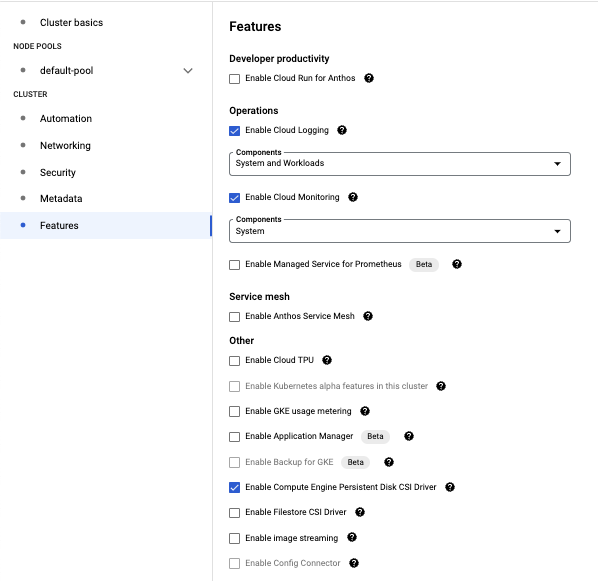 Cluster basics
NODE POOLS
default-pool
CLUSTER
Automation
Networking
Security
Metadata
Features
Features
Developer productivity
Enable Cloud Run for Anthos
Operations
Enable Cloud Logging
Components
System and Workloads
Enable Cloud Monitoring
Components
System
Enable Managed Service for Prometheus Beta
Service mesh
Enable Anthos Service Mesh
Other
Enable Cloud TPU
Enable Kubernetes alpha features in this cluster
Enable GKE usage metering
Enable Application Manager Beta
Enable Backup for GKE Beta
Enable Compute Engine Persistent Disk CSI Driver
Enable Filestore CSI Driver
Enable image streaming
Enable Config Connector